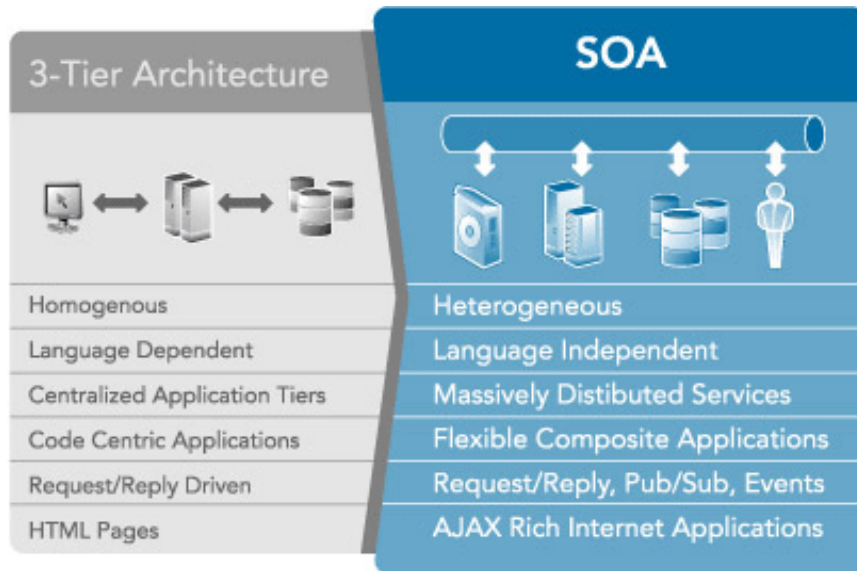 3-Tier Architecture
Homogenous
Language Dependent
Centralized Application Tiers
Code Centric Applications
Request/Reply Driven
HTML Pages
SOA
Heterogeneous
Language Independent
Massively Distibuted Services
Flexible Composite Applications
Request/Reply, Pub/Sub, Events
AJAX Rich Internet Applications